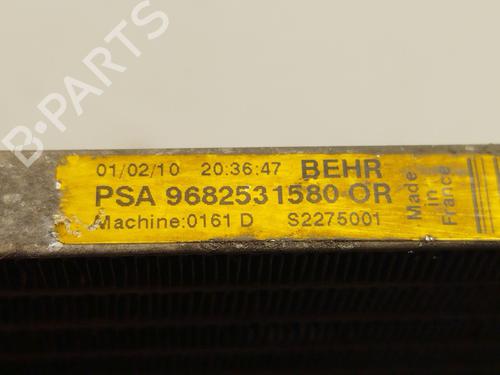 B-PARTS
01/02/10 20:36:47 BEHR
PSA 9682531580 OR
Machine:0161 D S2275001
Made
in
France